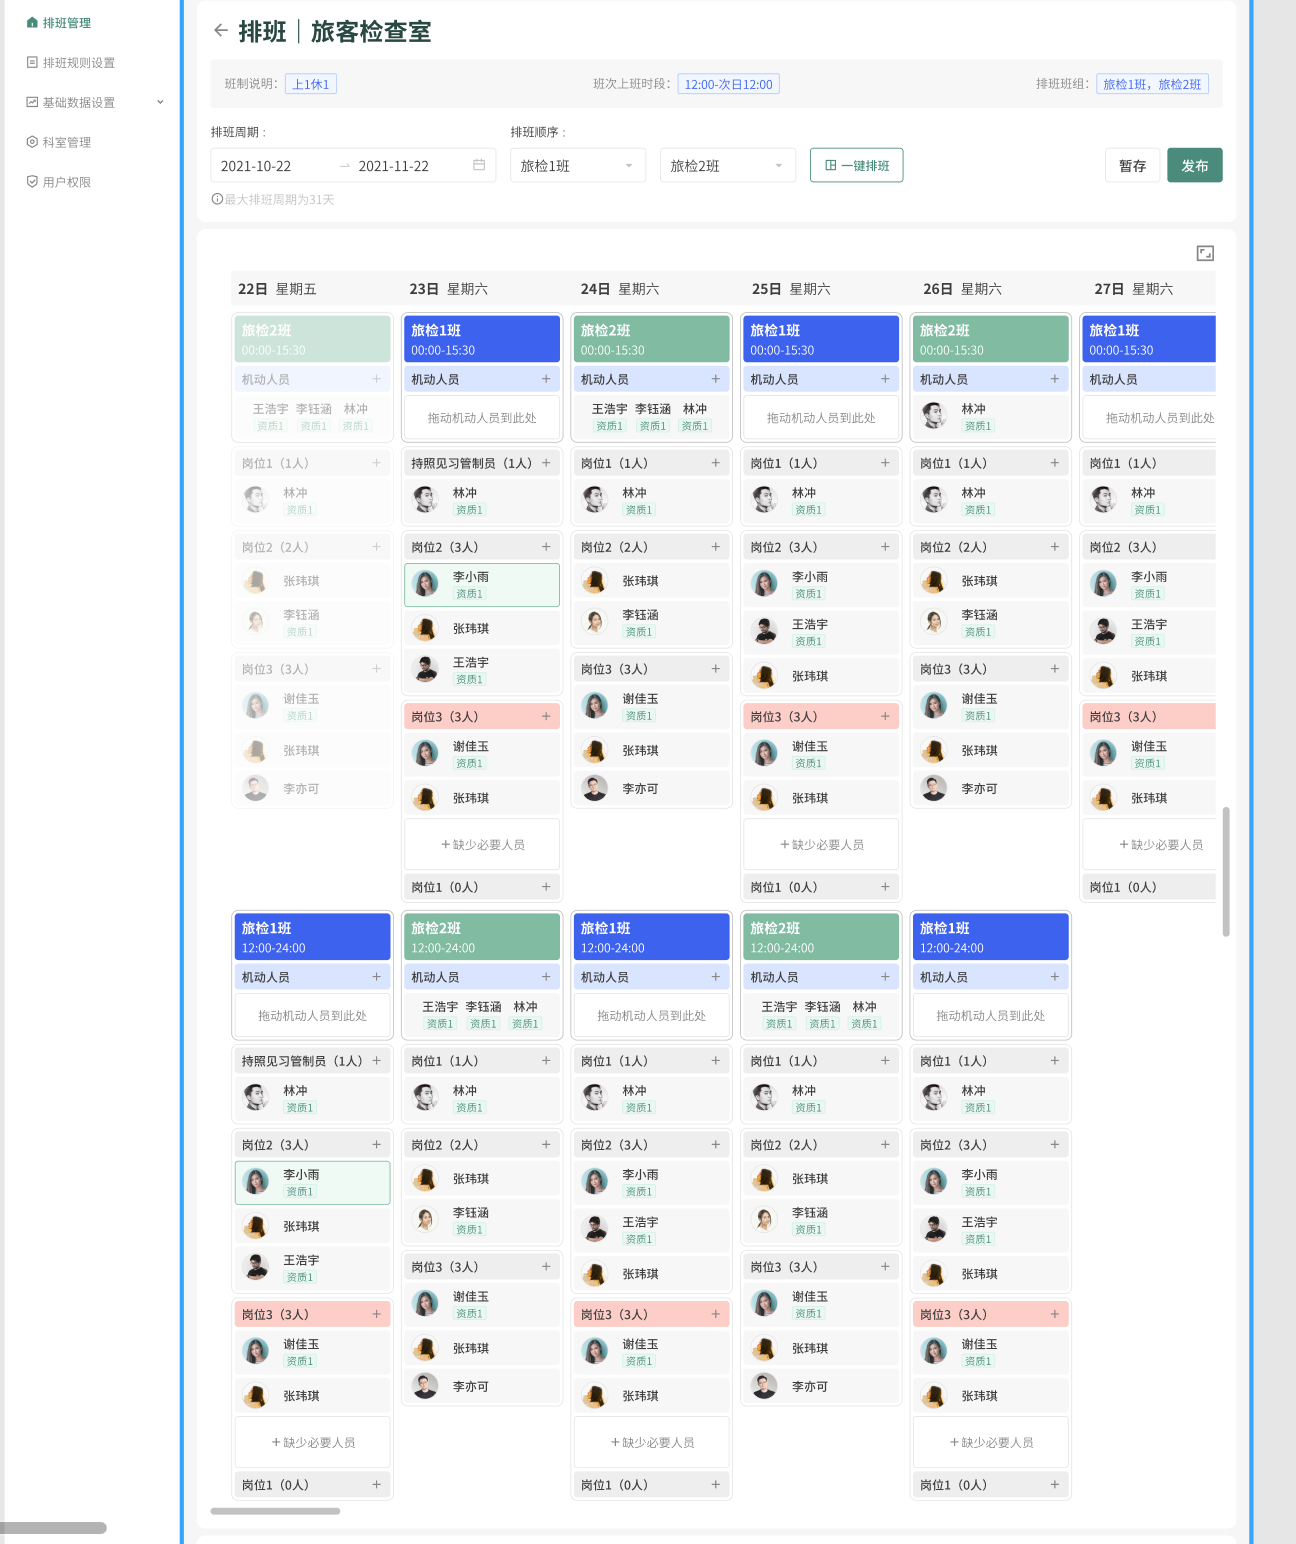 排班管理
排班规则设置
基础数据设置
科室管理
用户权限
排班｜旅客检查室
班制说明： 上1休1 班次上班时段： 12:00-次日12:00 排班班组： 旅检1班，旅检2班
排班周期： 排班顺序：
2021-10-22 → 2021-11-22 旅检1班 旅检2班 一键排班 暂存 发布
最大排班周期为31天
22日 星期五 23日 星期六 24日 星期六 25日 星期六 26日 星期六 27日 星期六
旅检2班
00:00-15:30
机动人员 +
王浩宇 李钰涵 林冲
资质1 资质1 资质1
岗位1（1人） +
林冲
资质1
岗位2（2人） +
张玮琪
李钰涵
资质1
岗位3（3人） +
谢佳玉
资质1
张玮琪
李亦可
旅检1班
00:00-15:30
机动人员 +
拖动机动人员到此处
持照见习管制员（1人） +
林冲
资质1
岗位2（3人） +
李小雨
资质1
张玮琪
王浩宇
资质1
岗位3（3人） +
谢佳玉
资质1
张玮琪
+ 缺少必要人员
岗位1（0人） +
旅检2班
00:00-15:30
机动人员 +
王浩宇 李钰涵 林冲
资质1 资质1 资质1
岗位1（1人） +
林冲
资质1
岗位2（2人） +
张玮琪
李钰涵
资质1
岗位3（3人） +
谢佳玉
资质1
张玮琪
李亦可
旅检1班
00:00-15:30
机动人员 +
拖动机动人员到此处
岗位1（1人） +
林冲
资质1
岗位2（3人） +
李小雨
资质1
王浩宇
资质1
张玮琪
岗位3（3人） +
谢佳玉
资质1
张玮琪
+ 缺少必要人员
岗位1（0人） +
旅检2班
00:00-15:30
机动人员 +
林冲
资质1
岗位1（1人） +
林冲
资质1
岗位2（2人） +
张玮琪
李钰涵
资质1
岗位3（3人） +
谢佳玉
资质1
张玮琪
李亦可
旅检1班
00:00-15:30
机动人员
拖动机动人员到此处
岗位1（1人）
林冲
资质1
岗位2（3人）
李小雨
资质1
王浩宇
资质1
张玮琪
岗位3（3人）
谢佳玉
资质1
张玮琪
+ 缺少必要人员
岗位1（0人）
旅检1班
12:00-24:00
机动人员 +
拖动机动人员到此处
持照见习管制员（1人） +
林冲
资质1
岗位2（3人） +
李小雨
资质1
张玮琪
王浩宇
资质1
岗位3（3人） +
谢佳玉
资质1
张玮琪
+ 缺少必要人员
岗位1（0人） +
旅检2班
12:00-24:00
机动人员 +
王浩宇 李钰涵 林冲
资质1 资质1 资质1
岗位1（1人） +
林冲
资质1
岗位2（2人） +
张玮琪
李钰涵
资质1
岗位3（3人） +
谢佳玉
资质1
张玮琪
李亦可
旅检1班
12:00-24:00
机动人员 +
拖动机动人员到此处
岗位1（1人） +
林冲
资质1
岗位2（3人） +
李小雨
资质1
王浩宇
资质1
张玮琪
岗位3（3人） +
谢佳玉
资质1
张玮琪
+ 缺少必要人员
岗位1（0人） +
旅检2班
12:00-24:00
机动人员 +
王浩宇 李钰涵 林冲
资质1 资质1 资质1
岗位1（1人） +
林冲
资质1
岗位2（2人） +
张玮琪
李钰涵
资质1
岗位3（3人） +
谢佳玉
资质1
张玮琪
李亦可
旅检1班
12:00-24:00
机动人员 +
拖动机动人员到此处
岗位1（1人） +
林冲
资质1
岗位2（3人） +
李小雨
资质1
王浩宇
资质1
张玮琪
岗位3（3人） +
谢佳玉
资质1
张玮琪
+ 缺少必要人员
岗位1（0人） +